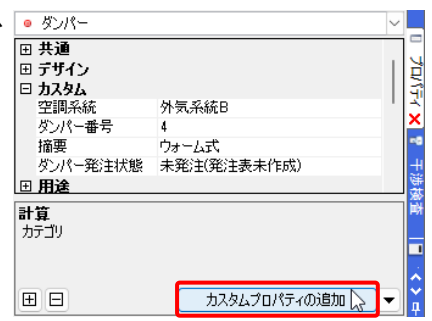 ダンパー
共通
デザイン
カスタム
空調系統 外気系統B
ダンパー番号 4
摘要 ウォーム式
ダンパー発注状態 未発注(発注表未作成)
用途
計算
カテゴリ
カスタムプロパティの追加
プロパティ
干渉検査